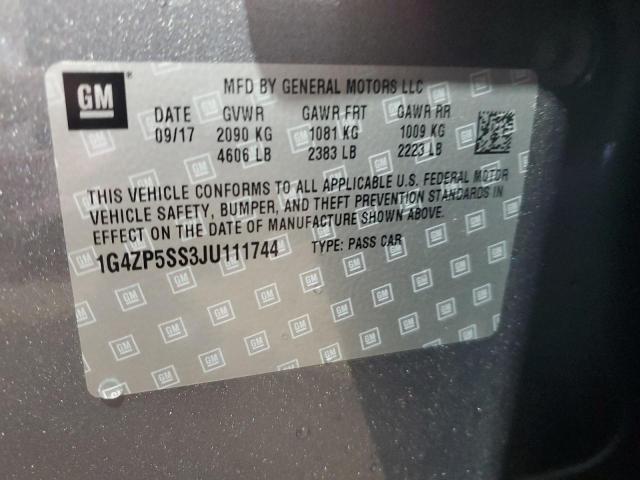 GM
MFD BY GENERAL MOTORS LLC
DATE GVWR GAWR FRT GAWR RR
09/17 2090 KG 1081 KG 1009 KG
4606 LB 2383 LB 2223 LB
THIS VEHICLE CONFORMS TO ALL APPLICABLE U.S. FEDERAL MOTOR
VEHICLE SAFETY, BUMPER, AND THEFT PREVENTION STANDARDS IN
EFFECT ON THE DATE OF MANUFACTURE SHOWN ABOVE.
1G4ZP5SS3JU111744 TYPE: PASS CAR